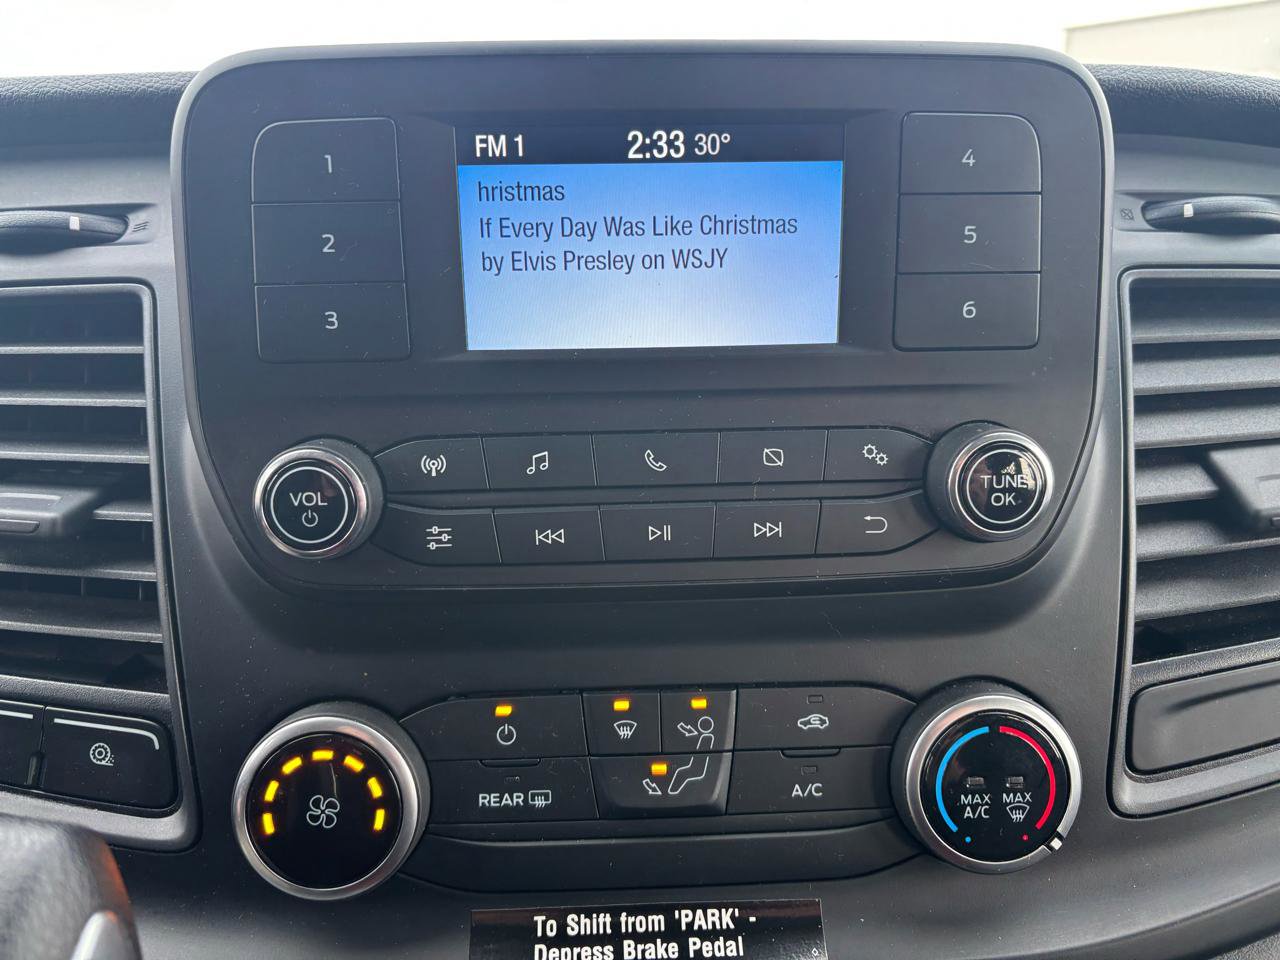 FM 1 2:33 30°
hristmas
If Every Day Was Like Christmas
by Elvis Presley on WSJY
1
2
3
4
5
6
VOL
TUNE
OK
REAR
A/C
MAX
A/C
MAX
To Shift from 'PARK' -
Depress Brake Pedal